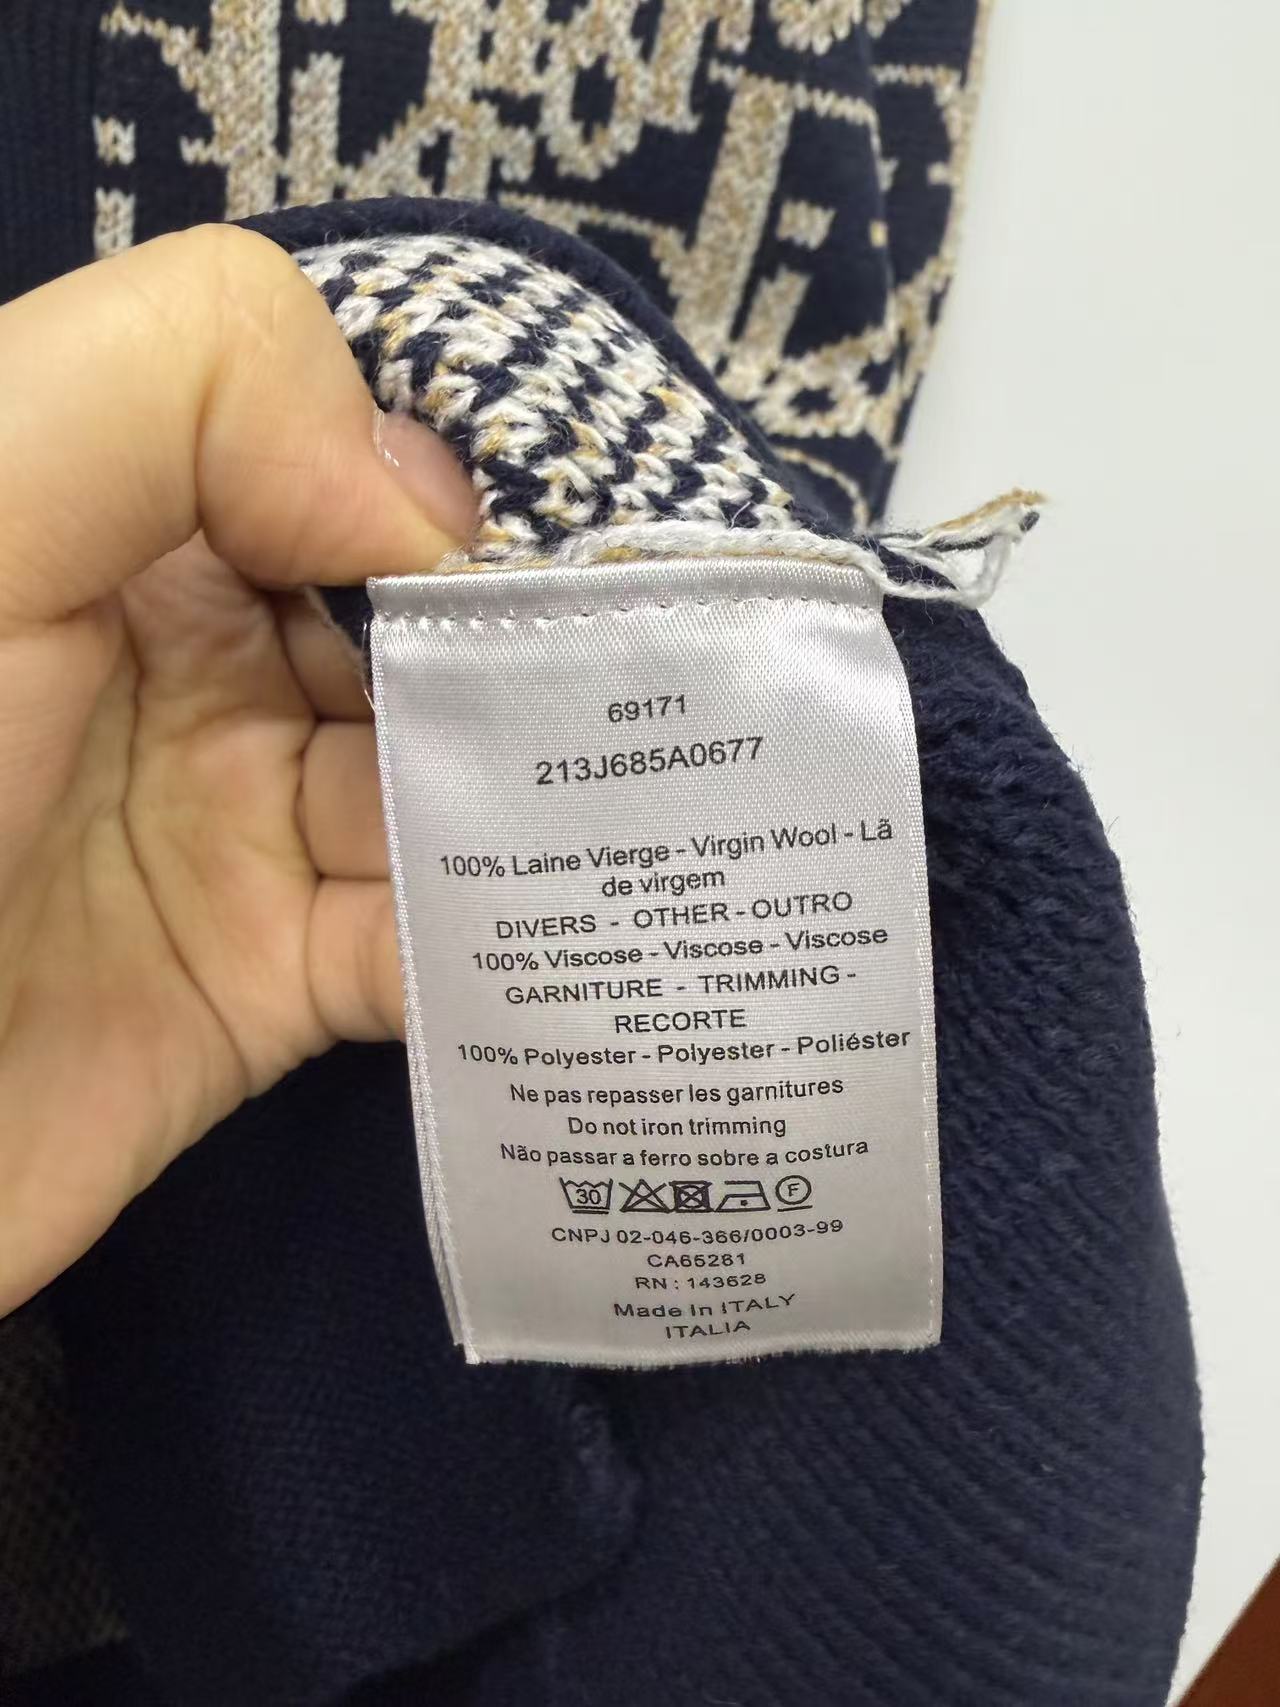 69171
213J685A0677
100% Laine Vierge - Virgin Wool - Lã
de virgem
DIVERS - OTHER - OUTRO
100% Viscose - Viscose - Viscose
GARNITURE - TRIMMING -
RECORTE
100% Polyester - Polyester - Poliéster
Ne pas repasser les garnitures
Do not iron trimming
Não passar a ferro sobre a costura
30 F
CNPJ 02-046-366/0003-99
CA65281
RN : 143628
Made In ITALY
ITALIA